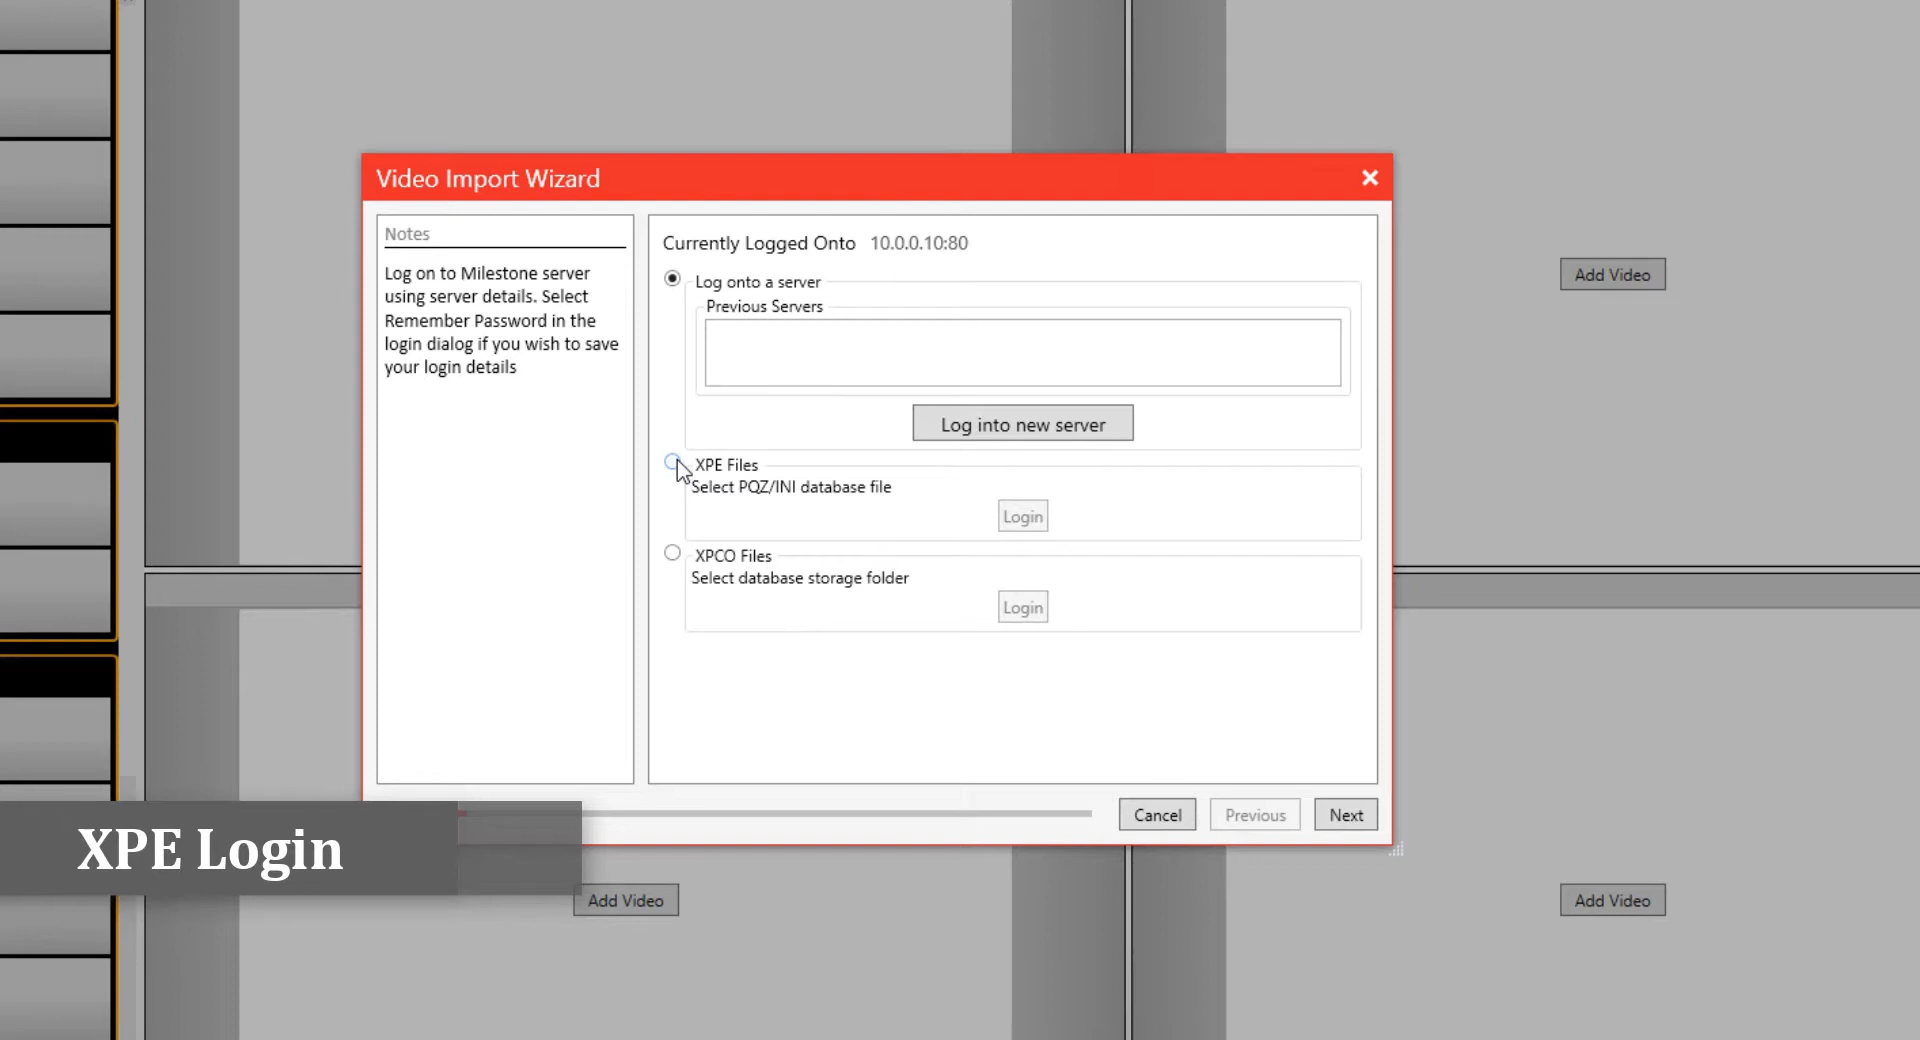 Video Import Wizard
Notes
Log on to Milestone server
using server details. Select
Remember Password in the
login dialog if you wish to save
your login details
Currently Logged Onto 10.0.0.10:80
Log onto a server
Previous Servers
Log into new server
XPE Files
Select PQZ/INI database file
Login
XPCO Files
Select database storage folder
Login
Cancel
Previous
Next
Add Video
XPE Login
Add Video
Add Video